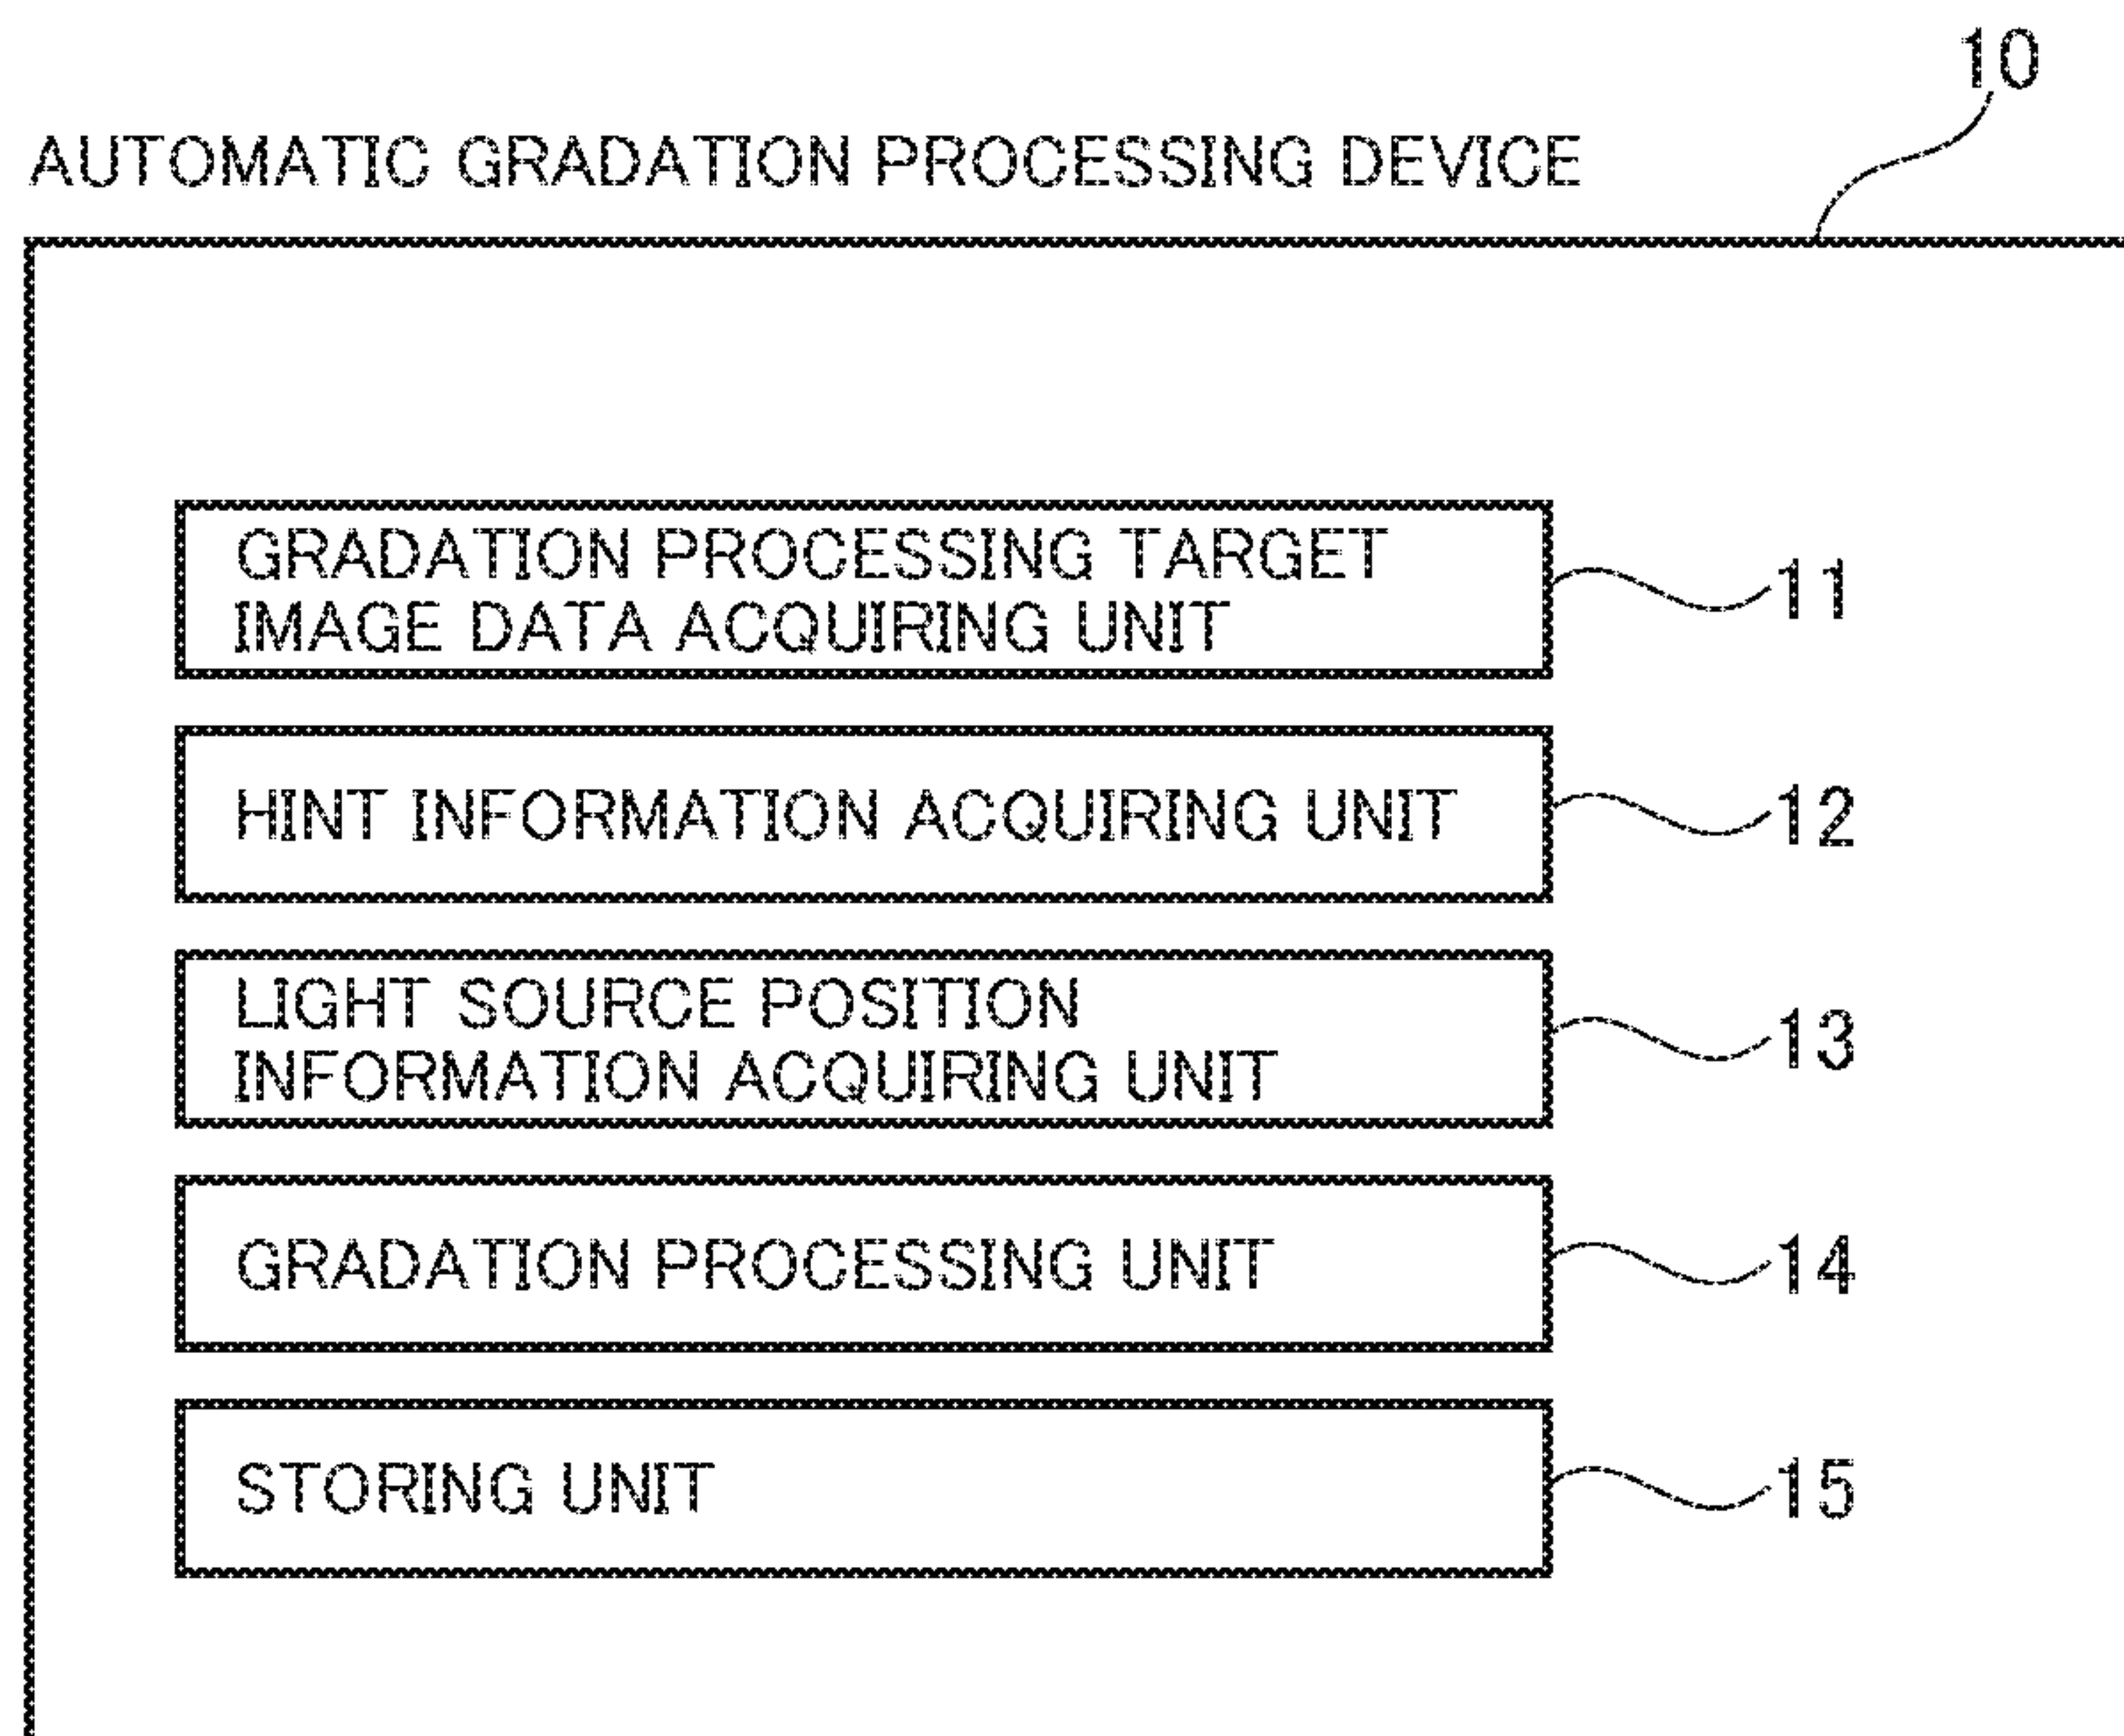 10
AUTOMATIC GRADATION PROCESSING DEVICE
GRADATION PROCESSING TARGET
IMAGE DATA ACQUIRING UNIT
11
HINT INFORMATION ACQUIRING UNIT
12
LIGHT SOURCE POSITION
INFORMATION ACQUIRING UNIT
13
GRADATION PROCESSING UNIT
14
STORING UNIT
15